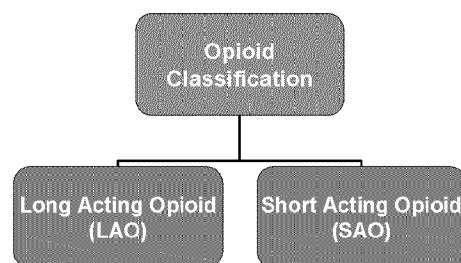 Opioid
Classification
Long Acting Opioid
(LAO)
Short Acting Opioid
(SAO)